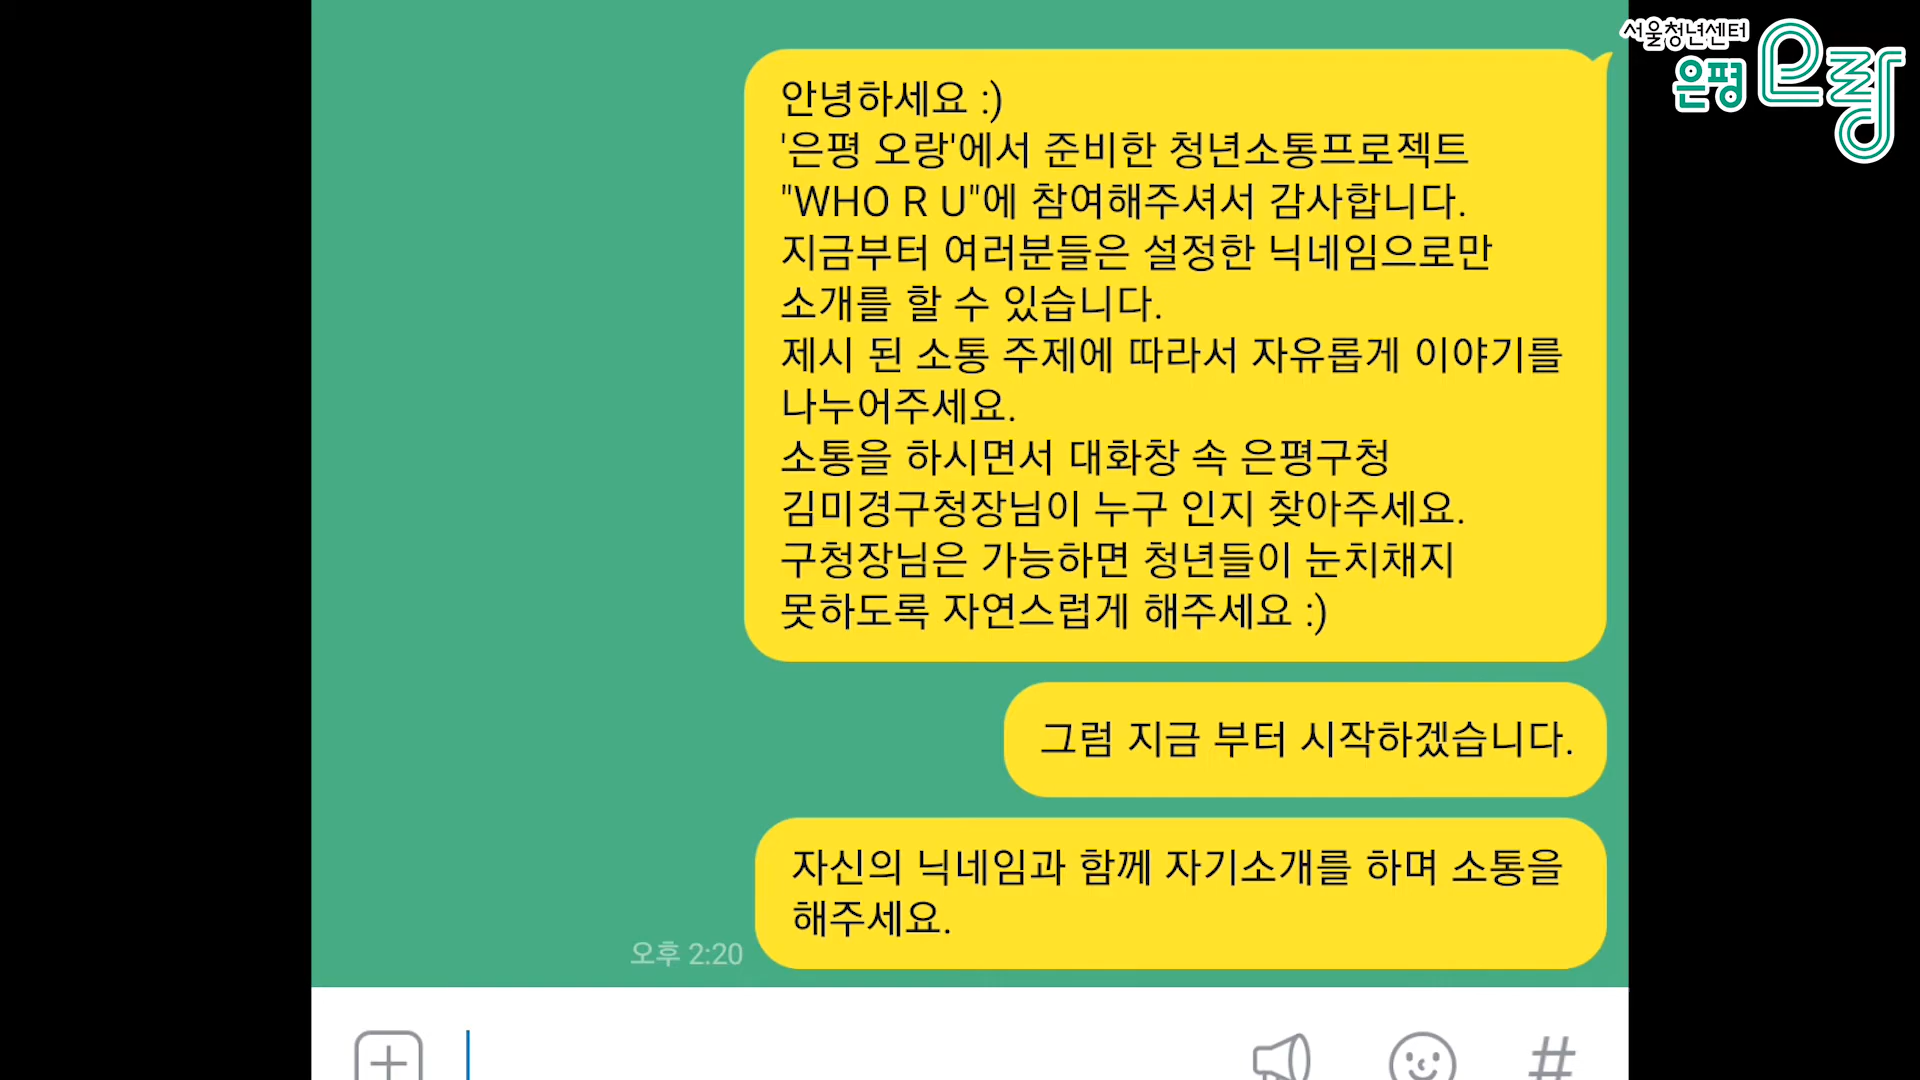 서울청년센터
은평 오랑
안녕하세요 :)
'은평 오랑'에서 준비한 청년소통프로젝트
"WHO R U"에 참여해주셔서 감사합니다.
지금부터 여러분들은 설정한 닉네임으로만
소개를 할 수 있습니다.
제시 된 소통 주제에 따라서 자유롭게 이야기를
나누어주세요.
소통을 하시면서 대화창 속 은평구청
김미경구청장님이 누구 인지 찾아주세요.
구청장님은 가능하면 청년들이 눈치채지
못하도록 자연스럽게 해주세요 :)
그럼 지금 부터 시작하겠습니다.
자신의 닉네임과 함께 자기소개를 하며 소통을
해주세요.
오후 2:20
#